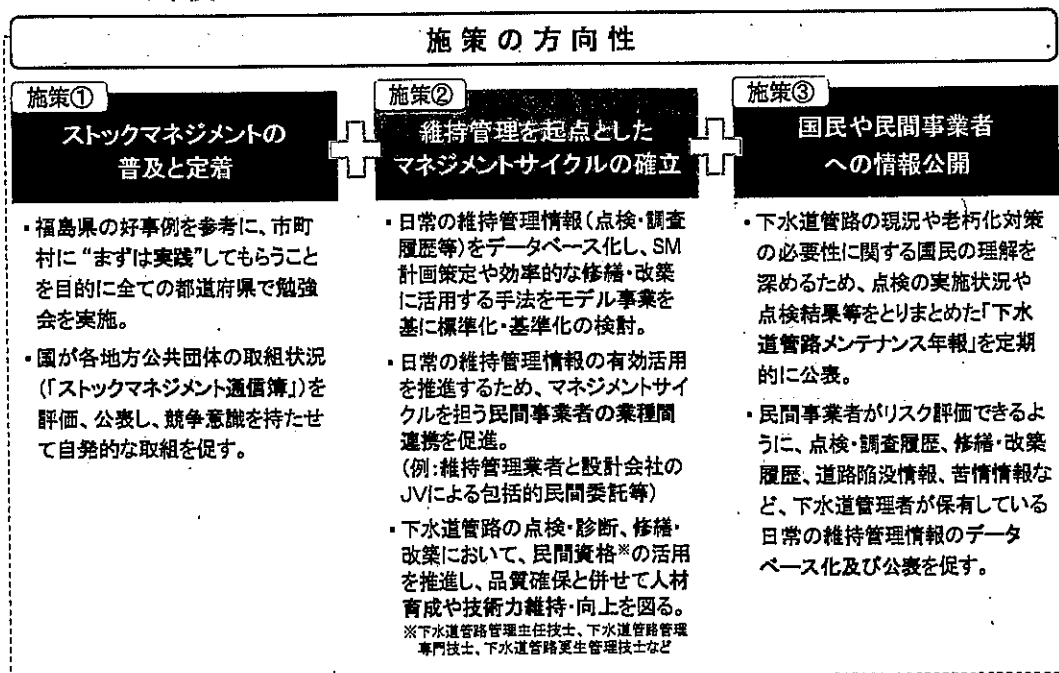 施策の方向性
施策①
ストックマネジメントの
普及と定着
・福島県の好事例を参考に、市町
村に“まずは実践”してもらうこと
を目的に全ての都道府県で勉強
会を実施。
・国が各地方公共団体の取組状況
(「ストックマネジメント通信簿」)を
評価、公表し、競争意識を持たせ
て自発的な取組を促す。
施策②
維持管理を起点とした
マネジメントサイクルの確立
・日常の維持管理情報(点検・調査
履歴等)をデータベース化し、SM
計画策定や効率的な修繕・改築
に活用する手法をモデル事業を
基に標準化・基準化の検討。
・日常の維持管理情報の有効活用
を推進するため、マネジメントサイ
クルを担う民間事業者の業種間
連携を促進。
(例:維持管理業者と設計会社の
JVによる包括的民間委託等)
・下水道管路の点検・診断、修繕・
改築において、民間資格※の活用
を推進し、品質確保と併せて人材
育成や技術力維持・向上を図る。
※下水道管路管理主任技士、下水道管路管理
専門技士、下水道管路更生管理技士など
施策③
国民や民間事業者
への情報公開
・下水道管路の現況や老朽化対策
の必要性に関する国民の理解を
深めるため、点検の実施状況や
点検結果等をとりまとめた「下水
道管路メンテナンス年報」を定期
的に公表。
・民間事業者がリスク評価できるよ
うに、点検・調査履歴、修繕・改築
履歴、道路陥没情報、苦情情報な
ど、下水道管理者が保有している
日常の維持管理情報のデータ
ベース化及び公表を促す。